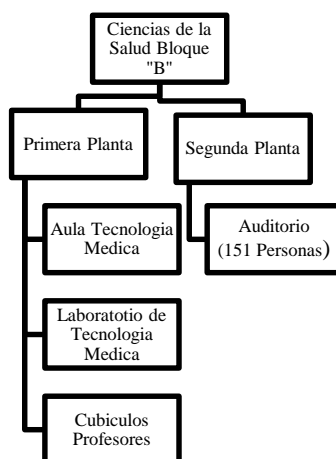 Ciencias de la
Salud Bloque
"B"
Primera Planta
Segunda Planta
Aula Tecnologia
Medica
Auditorio
(151 Personas)
Laboratotio de
Tecnologia
Medica
Cubiculos
Profesores